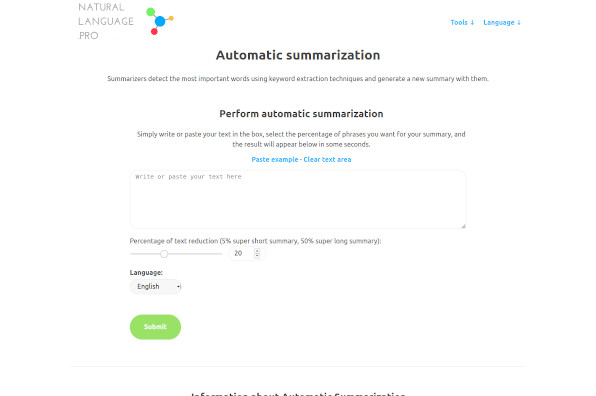 NATURAL
LANGUAGE
.PRO
Tools ↓ Language ↓
Automatic summarization
Summarizers detect the most important words using keyword extraction techniques and generate a new summary with them.
Perform automatic summarization
Simply write or paste your text in the box, select the percentage of phrases you want for your summary, and
the result will appear below in some seconds.
Paste example - Clear text area
Write or paste your text here
Percentage of text reduction (5% super short summary, 50% super long summary):
20
Language:
English
Submit
Information about Automatic Summarization